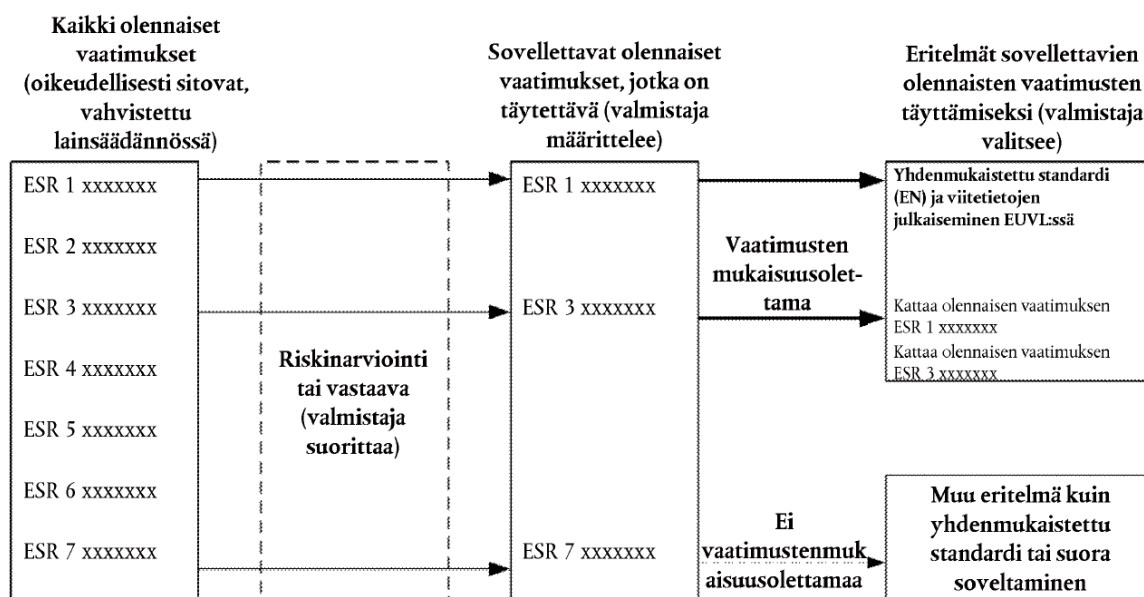 Kaikki olennaiset
vaatimukset
(oikeudellisesti sitovat,
vahvistettu
lainsäädännössä)
ESR 1 xxxxxxx
ESR 2 xxxxxxx
ESR 3 xxxxxxx
ESR 4 xxxxxxx
ESR 5 xxxxxxx
ESR 6 xxxxxxx
ESR 7 xxxxxxx
Riskinarviointi
tai vastaava
(valmistaja
suorittaa)
Sovellettavat olennaiset
vaatimukset, jotka on
täytettävä (valmistaja
määrittelee)
ESR 1 xxxxxxx
ESR 3 xxxxxxx
ESR 7 xxxxxxx
Vaatimusten
mukaisuusolet-
tama
Ei
vaatimustenmuk
aisuusolettamaa
Eritelmät sovellettavien
olennaisten vaatimusten
täyttämiseksi (valmistaja
valitsee)
Yhdenmukaistettu standardi
(EN) ja viitetietojen
julkaiseminen EUVL:ssä
Kattaa olennaisen vaatimuksen
ESR 1 xxxxxxx
Kattaa olennaisen vaatimuksen
ESR 3 xxxxxxx
Muu eritelmä kuin
yhdenmukaistettu
standardi tai suora
soveltaminen